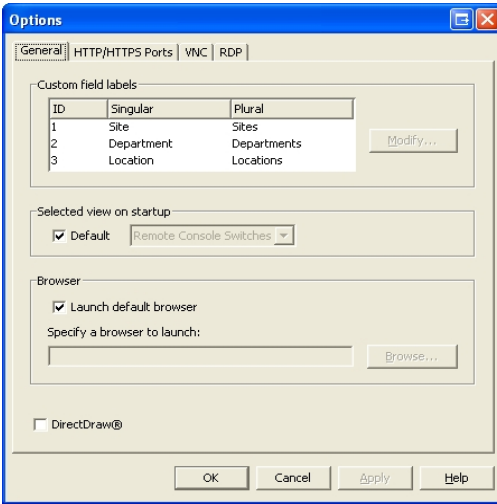 Options
General HTTP/HTTPS Ports VNC RDP
Custom field labels
ID Singular Plural
1 Site Sites
2 Department Departments
3 Location Locations
Modify...
Selected view on startup
Default Remote Console Switches
Browser
Launch default browser
Specify a browser to launch:
Browse...
DirectDraw®
OK Cancel Apply Help